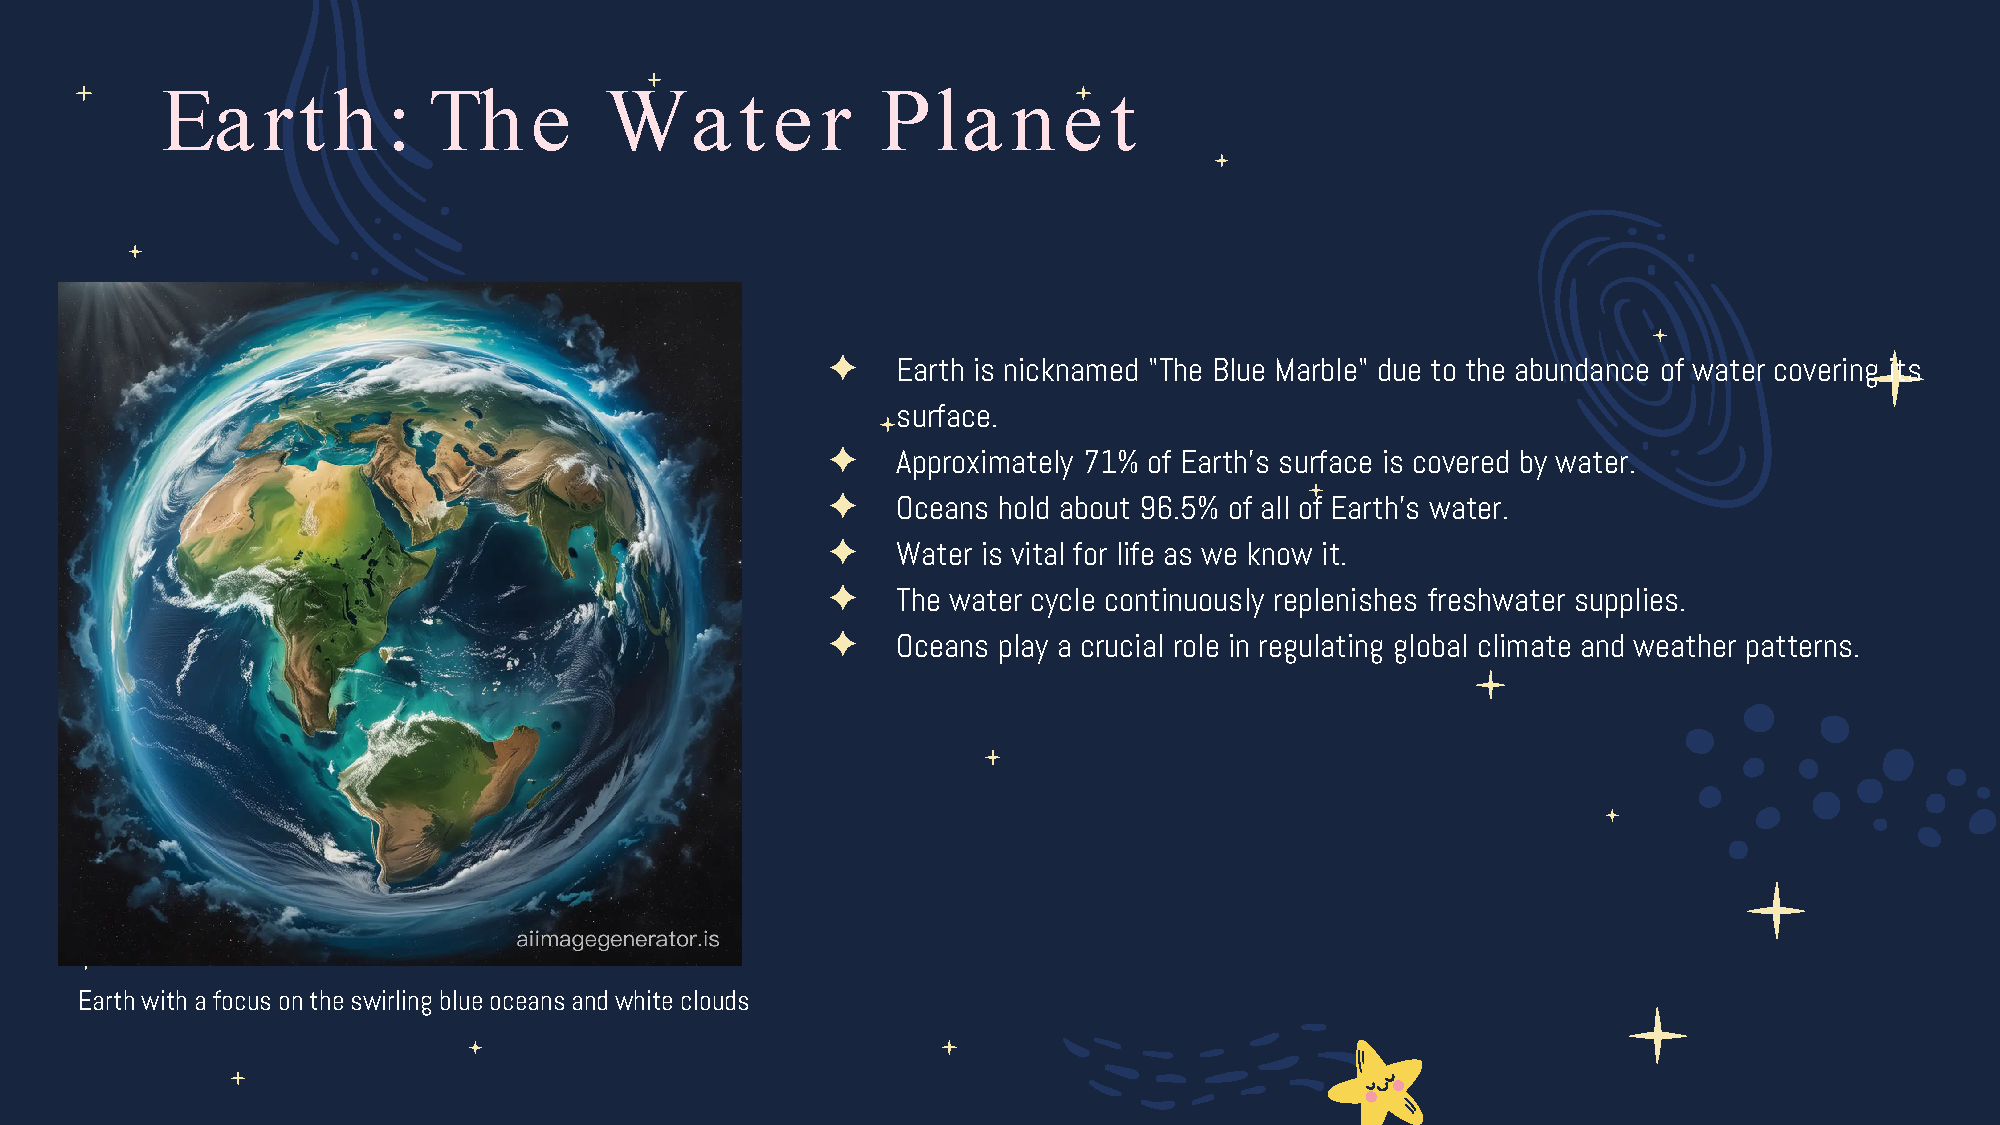 Earth: The Water Planet
Earth is nicknamed "The Blue Marble" due to the abundance of water covering its
surface.
Approximately 71% of Earth's surface is covered by water.
Oceans hold about 96.5% of all of Earth's water.
Water is vital for life as we know it.
The water cycle continuously replenishes freshwater supplies.
Oceans play a crucial role in regulating global climate and weather patterns.
aiimagegenerator.is
Earth with a focus on the swirling blue oceans and white clouds